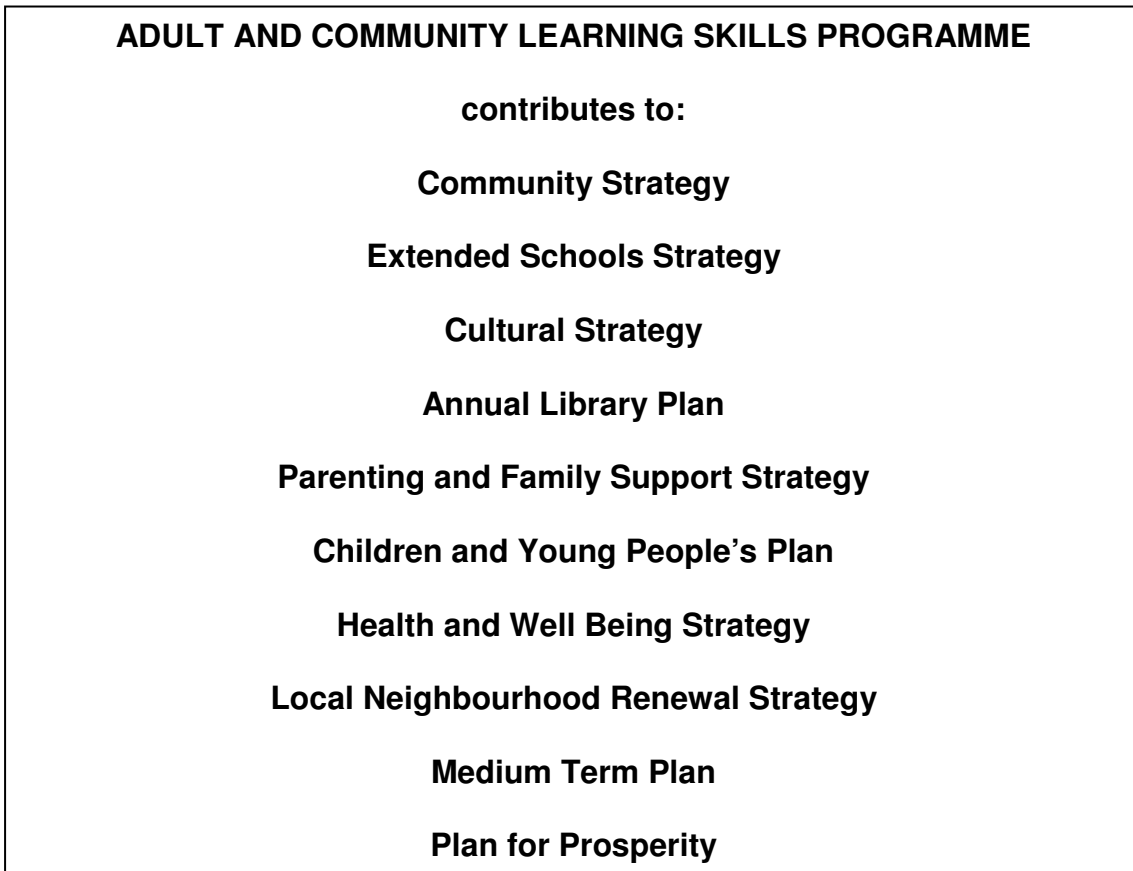 ADULT AND COMMUNITY LEARNING SKILLS PROGRAMME
contributes to:
Community Strategy
Extended Schools Strategy
Cultural Strategy
Annual Library Plan
Parenting and Family Support Strategy
Children and Young People’s Plan
Health and Well Being Strategy
Local Neighbourhood Renewal Strategy
Medium Term Plan
Plan for Prosperity